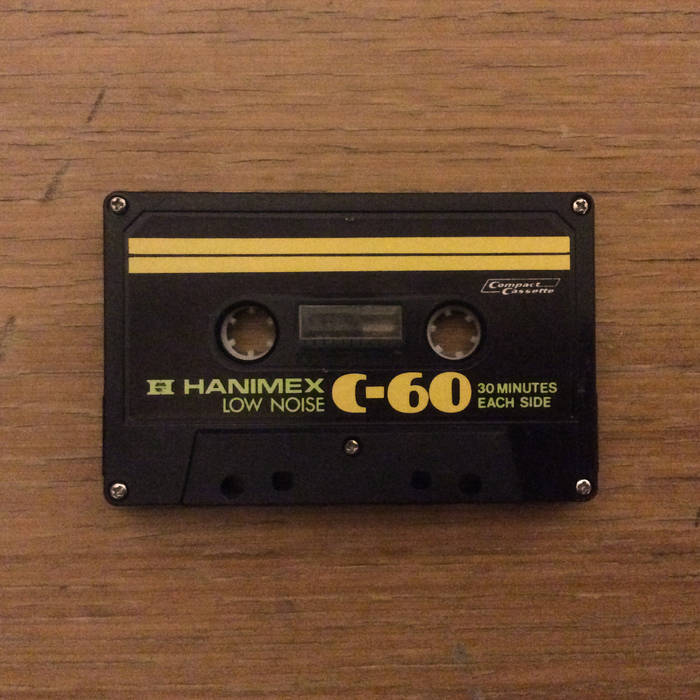 Compact
Cassette
H HANIMEX
LOW NOISE
C-60
30 MINUTES
EACH SIDE